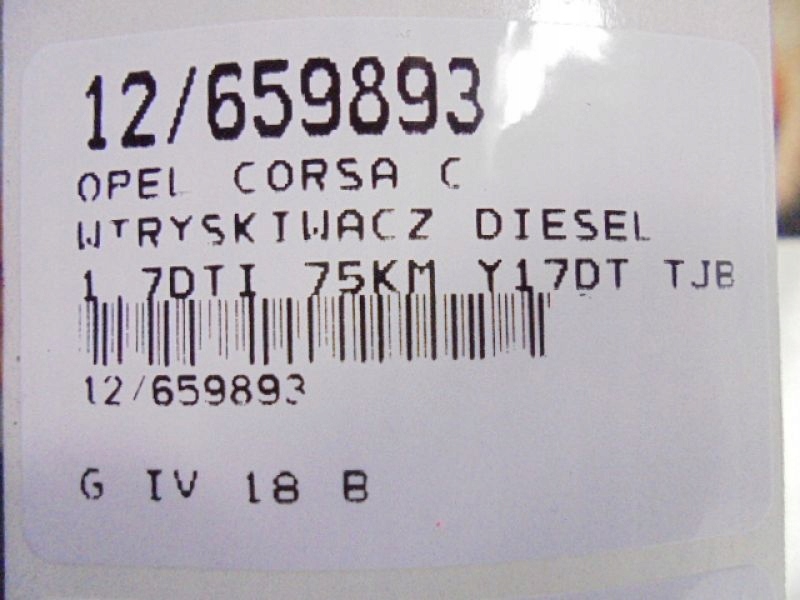 12/659893
OPEL CORSA C
WTRYSKIWACZ DIESEL
1.7DTI 75KM Y17DT TJB
12/659893
G IV 18 B